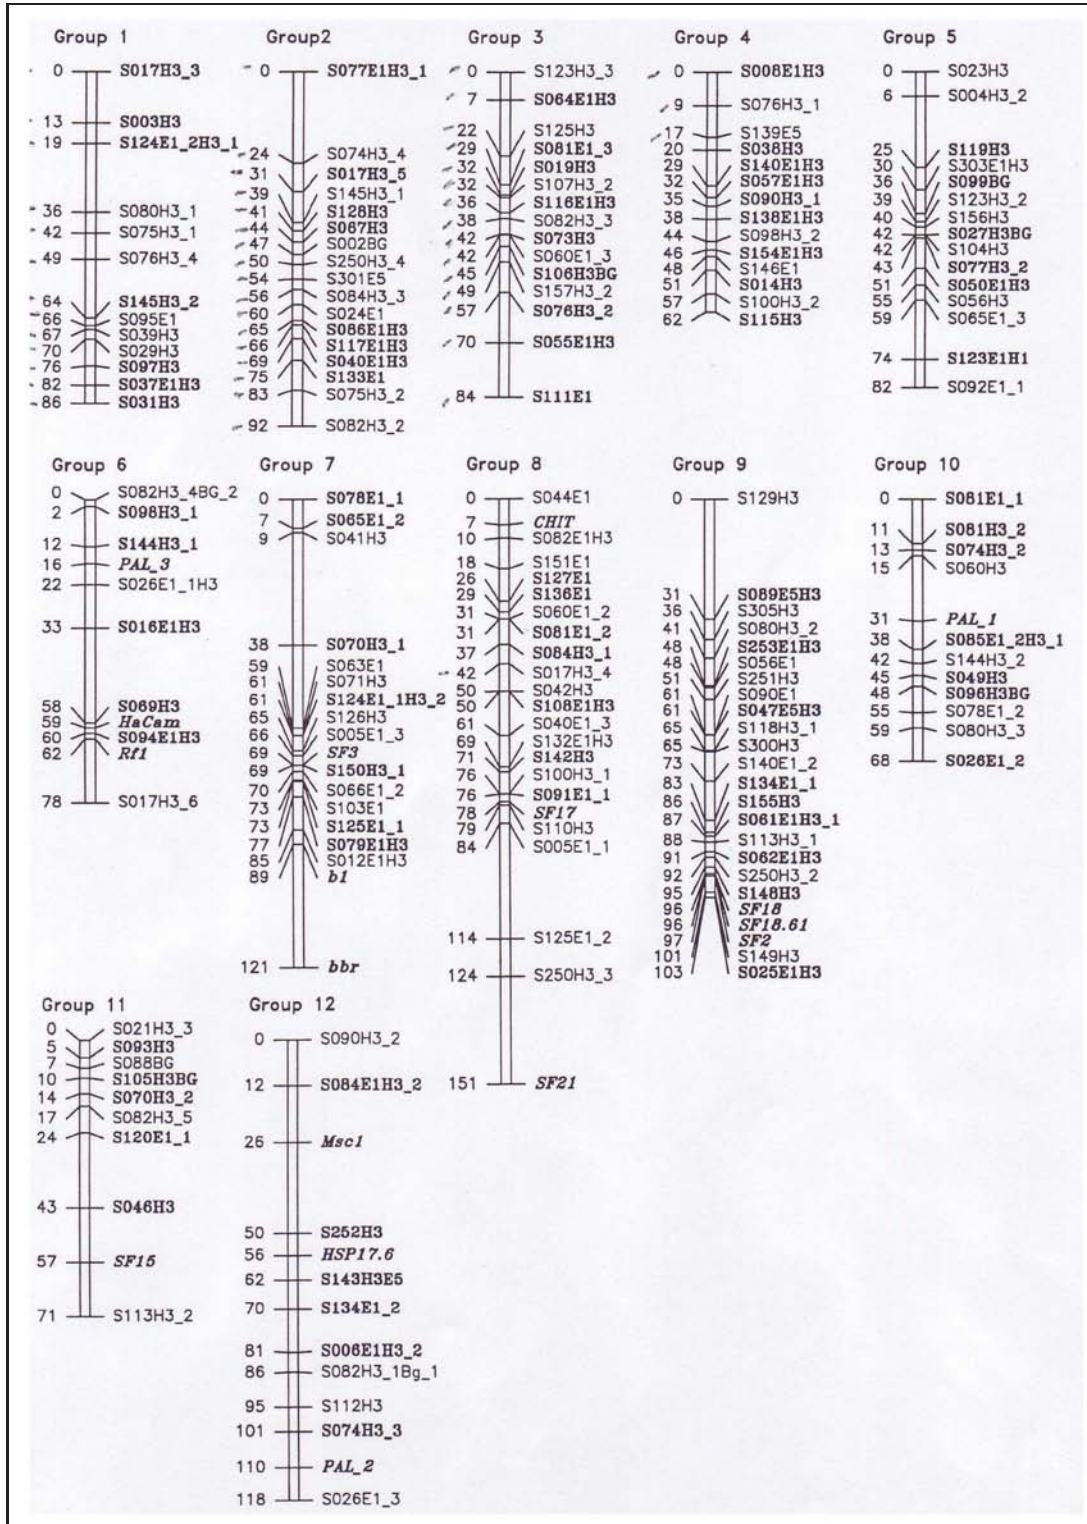 Group 1
0 S017H3_3
13 S003H3
19 S124E1_2H3_1
36 S080H3_1
42 S075H3_1
49 S076H3_4
64 S145H3_2
66 S095E1
67 S039H3
70 S029H3
76 S097H3
82 S037E1H3
86 S031H3
Group2
0 S077E1H3_1
24 S074H3_4
31 S017H3_5
39 S145H3_1
41 S128H3
44 S067H3
47 S002BG
50 S250H3_4
54 S301E5
56 S084H3_3
60 S024E1
65 S086E1H3
66 S117E1H3
69 S040E1H3
75 S133E1
83 S075H3_2
92 S082H3_2
Group 3
0 S123H3_3
7 S064E1H3
22 S125H3
29 S081E1_3
32 S019H3
32 S107H3_2
36 S116E1H3
38 S082H3_3
42 S073H3
42 S060E1_3
45 S106H3BG
49 S157H3_2
57 S076H3_2
70 S055E1H3
84 S111E1
Group 4
0 S008E1H3
9 S076H3_1
17 S139E5
20 S038H3
29 S140E1H3
32 S057E1H3
35 S090H3_1
38 S138E1H3
44 S098H3_2
46 S154E1H3
48 S146E1
51 S014H3
57 S100H3_2
62 S115H3
Group 5
0 S023H3
6 S004H3_2
25 S119H3
30 S303E1H3
36 S099BG
39 S123H3_2
40 S156H3
42 S027H3BG
42 S104H3
43 S077H3_2
51 S050E1H3
55 S056H3
59 S065E1_3
74 S123E1H1
82 S092E1_1
Group 6
0 S082H3_4BG_2
2 S098H3_1
12 S144H3_1
16 PAL_3
22 S026E1_1H3
33 S016E1H3
58 S069H3
59 HaCam
60 S094E1H3
62 Rf1
78 S017H3_6
Group 7
0 S078E1_1
7 S065E1_2
9 S041H3
38 S070H3_1
59 S063E1
61 S071H3
61 S124E1_1H3_2
65 S126H3
66 S005E1_3
69 SF3
69 S150H3_1
70 S066E1_2
73 S103E1
73 S125E1_1
77 S079E1H3
85 S012E1H3
89 b1
121 bbr
Group 8
0 S044E1
7 CHIT
10 S082E1H3
18 S151E1
26 S127E1
29 S136E1
31 S060E1_2
31 S081E1_2
37 S084H3_1
42 S017H3_4
50 S042H3
50 S108E1H3
61 S040E1_3
69 S132E1H3
71 S142H3
76 S100H3_1
76 S091E1_1
78 SF17
79 S110H3
84 S005E1_1
114 S125E1_2
124 S250H3_3
151 SF21
Group 9
0 S129H3
31 S089E5H3
36 S305H3
41 S080H3_2
48 S253E1H3
48 S056E1
51 S251H3
61 S090E1
61 S047E5H3
65 S118H3_1
65 S300H3
73 S140E1_2
83 S134E1_1
86 S155H3
87 S061E1H3_1
88 S113H3_1
91 S062E1H3
92 S250H3_2
95 S148H3
96 SF18
96 SF18.61
97 SF2
101 S149H3
103 S025E1H3
Group 10
0 S081E1_1
11 S081H3_2
13 S074H3_2
15 S060H3
31 PAL_1
38 S085E1_2H3_1
42 S144H3_2
45 S049H3
48 S096H3BG
55 S078E1_2
59 S080H3_3
68 S026E1_2
Group 11
0 S021H3_3
5 S093H3
7 S088BG
10 S105H3BG
14 S070H3_2
17 S082H3_5
24 S120E1_1
43 S046H3
57 SF15
71 S113H3_2
Group 12
0 S090H3_2
12 S084E1H3_2
26 Msc1
50 S252H3
56 HSP17.6
62 S143H3E5
70 S134E1_2
81 S006E1H3_2
86 S082H3_1Bg_1
95 S112H3
101 S074H3_3
110 PAL_2
118 S026E1_3